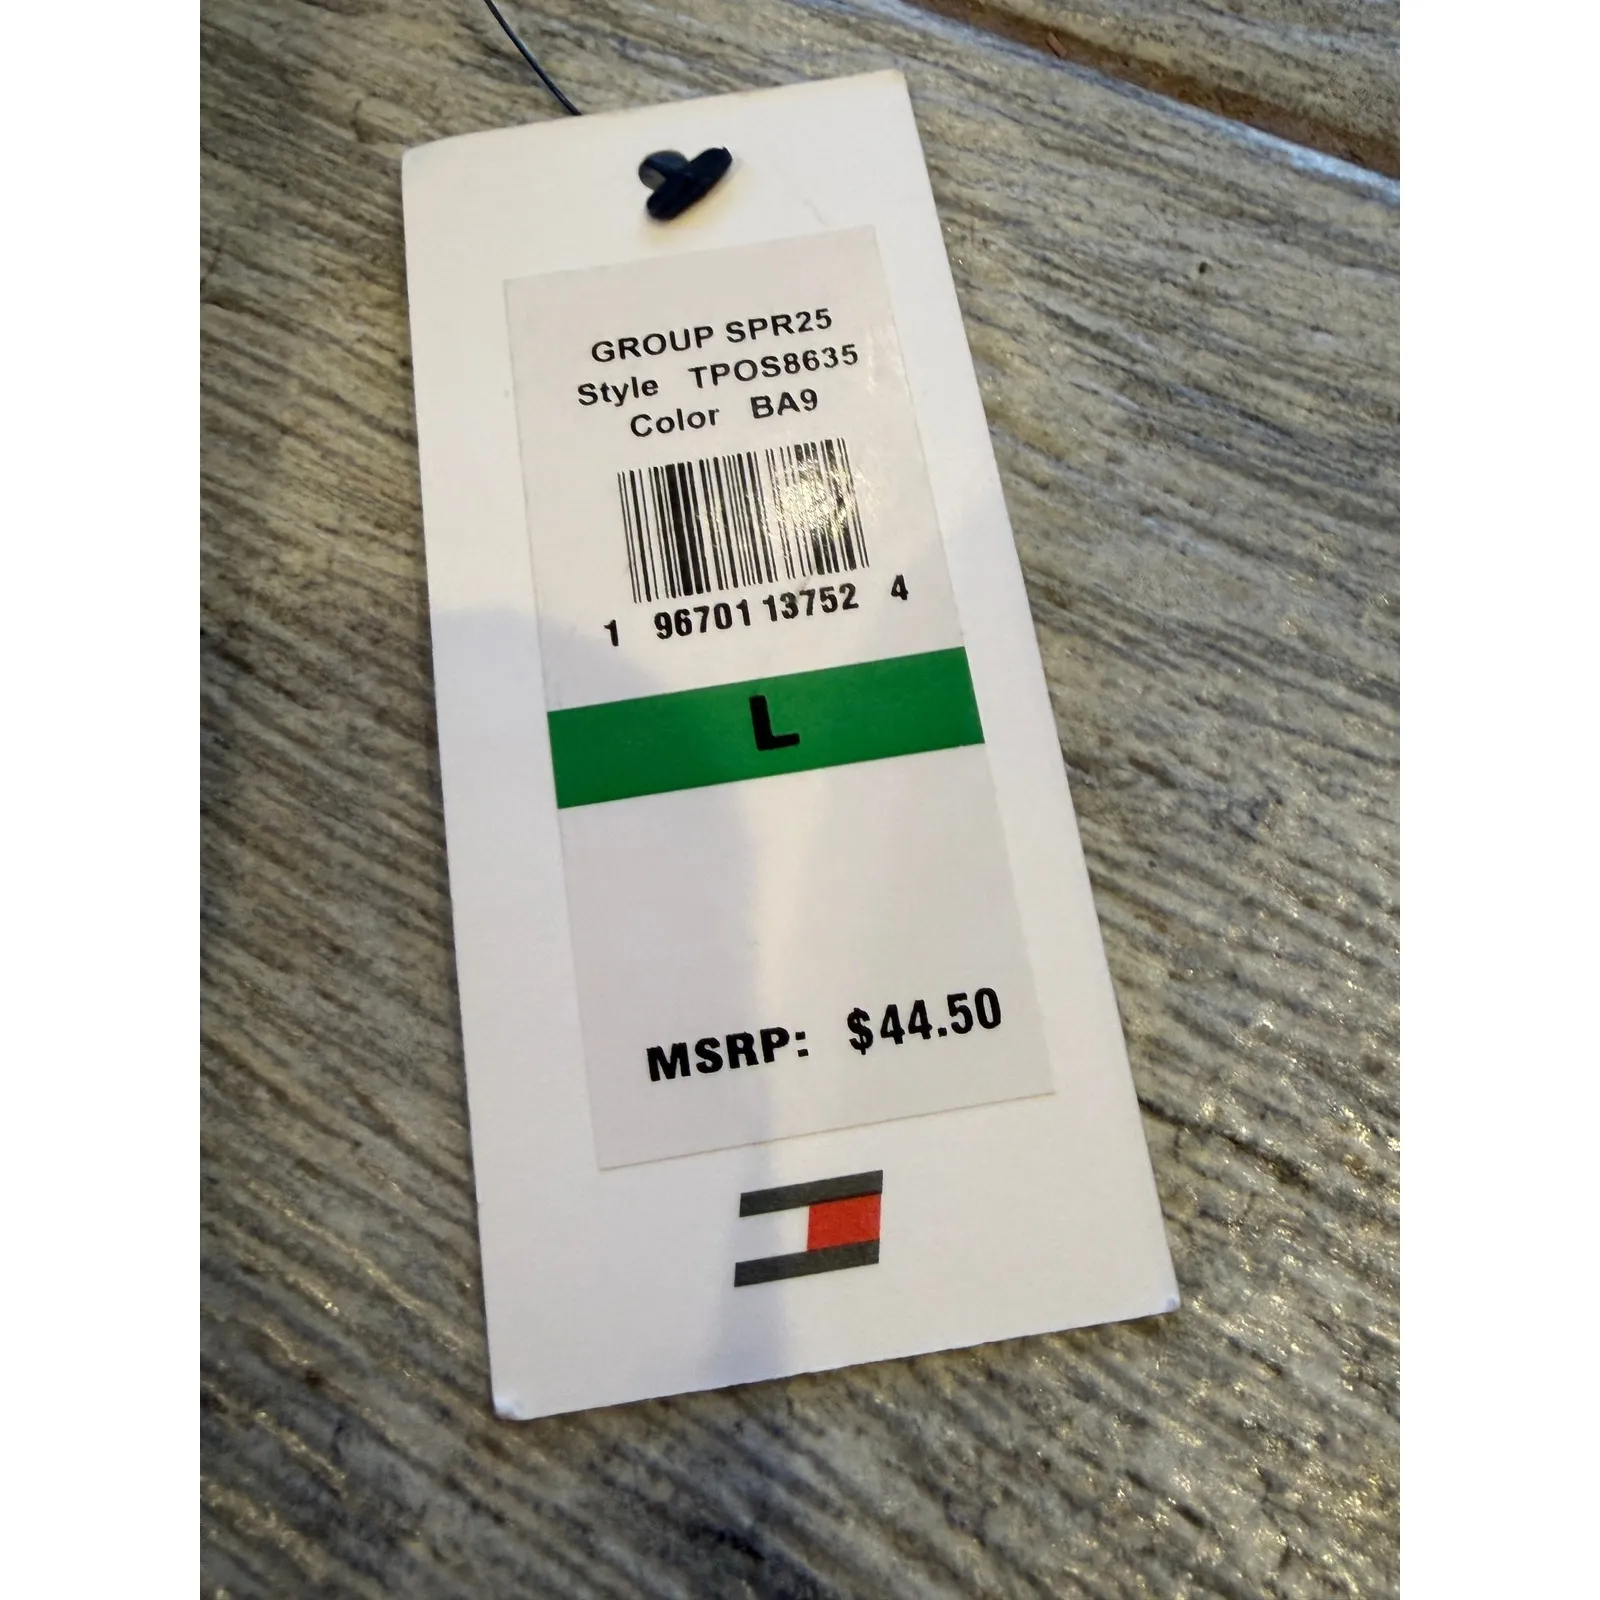 GROUP SPR25
Style TPOS8635
Color BA9
1 96701 13752 4
L
MSRP: $44.50